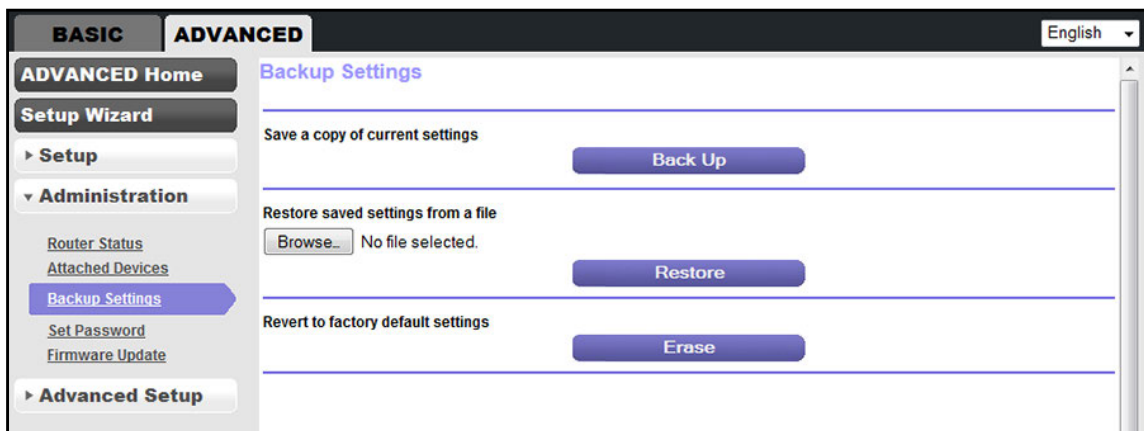 BASIC
ADVANCED
English
ADVANCED Home
Setup Wizard
Setup
Administration
Router Status
Attached Devices
Backup Settings
Set Password
Firmware Update
Advanced Setup
Backup Settings
Save a copy of current settings
Back Up
Restore saved settings from a file
Browse... No file selected.
Restore
Revert to factory default settings
Erase